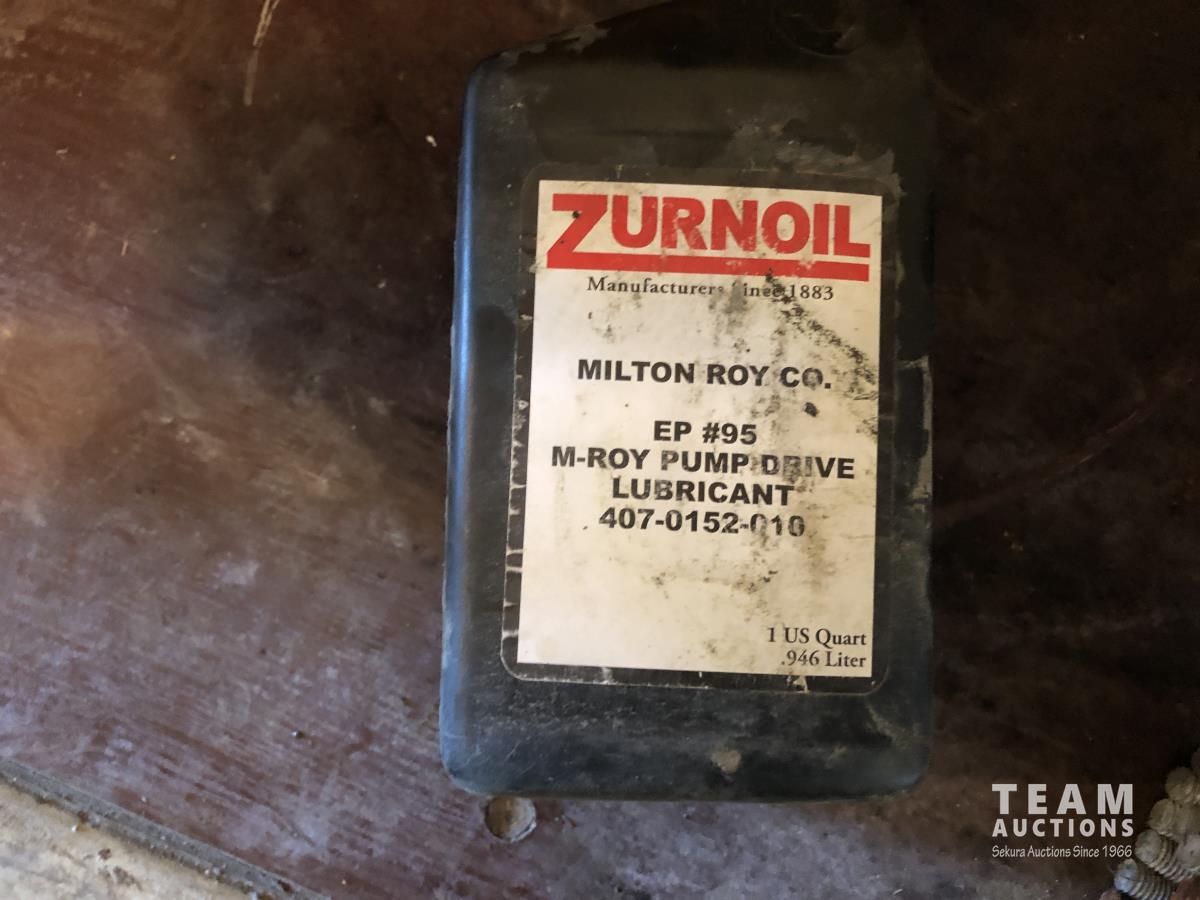 ZURNOIL
Manufacturers Since 1883
MILTON ROY CO.
EP #95
M-ROY PUMP DRIVE
LUBRICANT
407-0152-010
1 US Quart
.946 Liter
TEAM
AUCTIONS
Sekura Auctions Since 1966